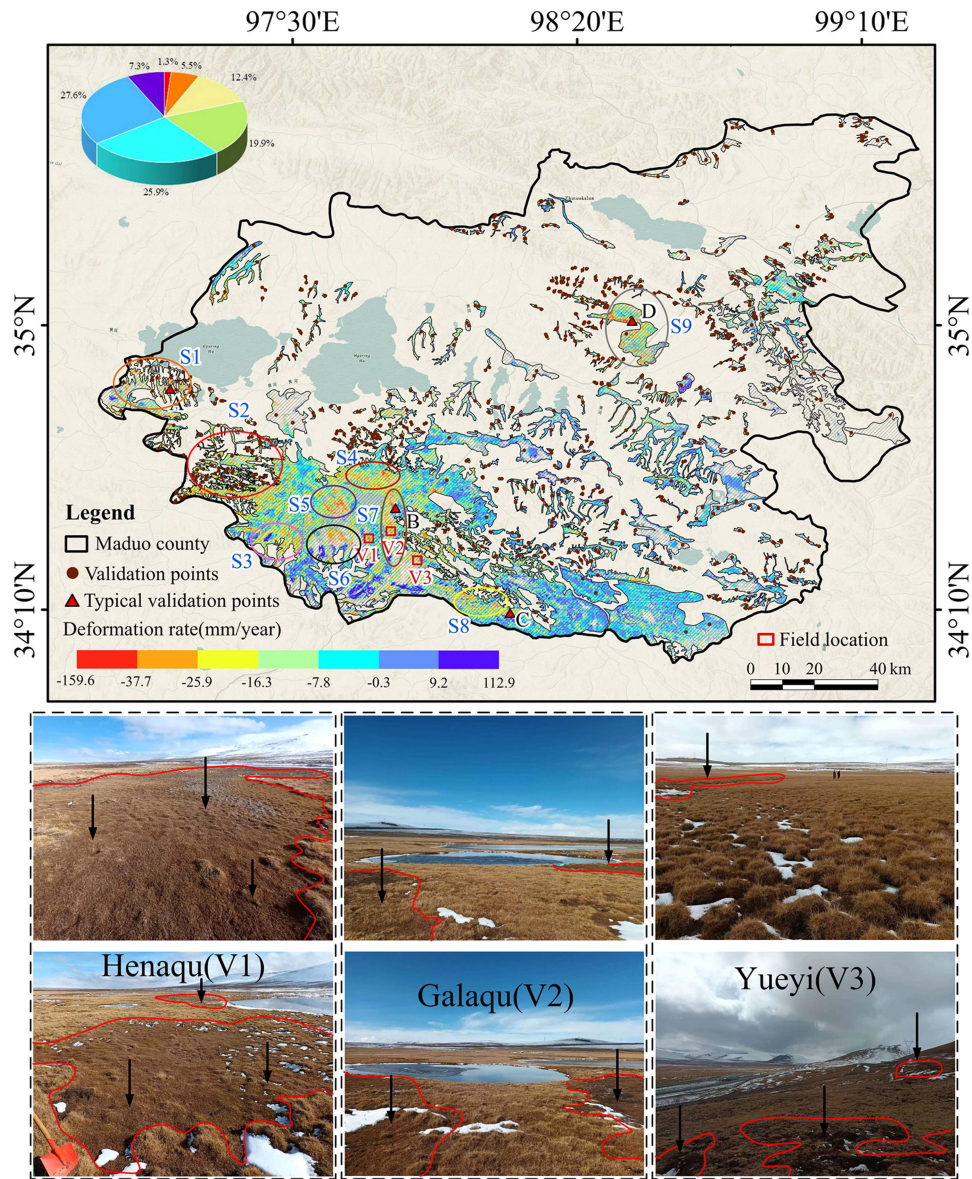 97°30'E 98°20'E 99°10'E
7.3% 1.3% 5.5%
12.4%
27.6%
19.9%
25.9%
35°N 35°N
D
S9
S1
A
S2
S4
S5
S7
B
S3
V1 V2
S6
V3
S8
C
34°10'N 34°10'N
Legend
Maduo county
Validation points
Typical validation points
Deformation rate(mm/year)
-159.6 -37.7 -25.9 -16.3 -7.8 -0.3 9.2 112.9
Field location
0 10 20 40 km
Henaqu(V1)
Galaqu(V2)
Yueyi(V3)